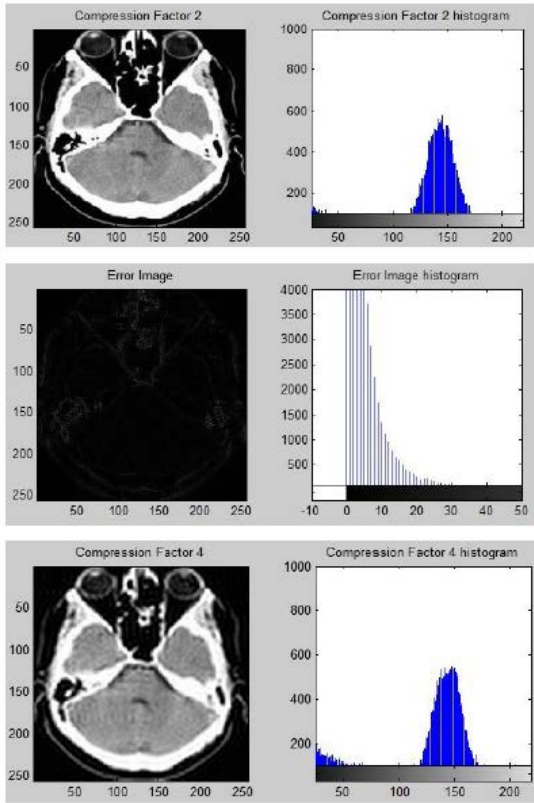 Compression Factor 2
50
100
150
200
250
50 100 150 200 250
Compression Factor 2 histogram
1000
800
600
400
200
50 100 150 200
Error Image
50
100
150
200
250
50 100 150 200 250
Error Image histogram
4000
3500
3000
2500
2000
1500
1000
500
-10 0 10 20 30 40 50
Compression Factor 4
50
100
150
200
250
50 100 150 200 250
Compression Factor 4 histogram
1000
800
600
400
200
50 100 150 200